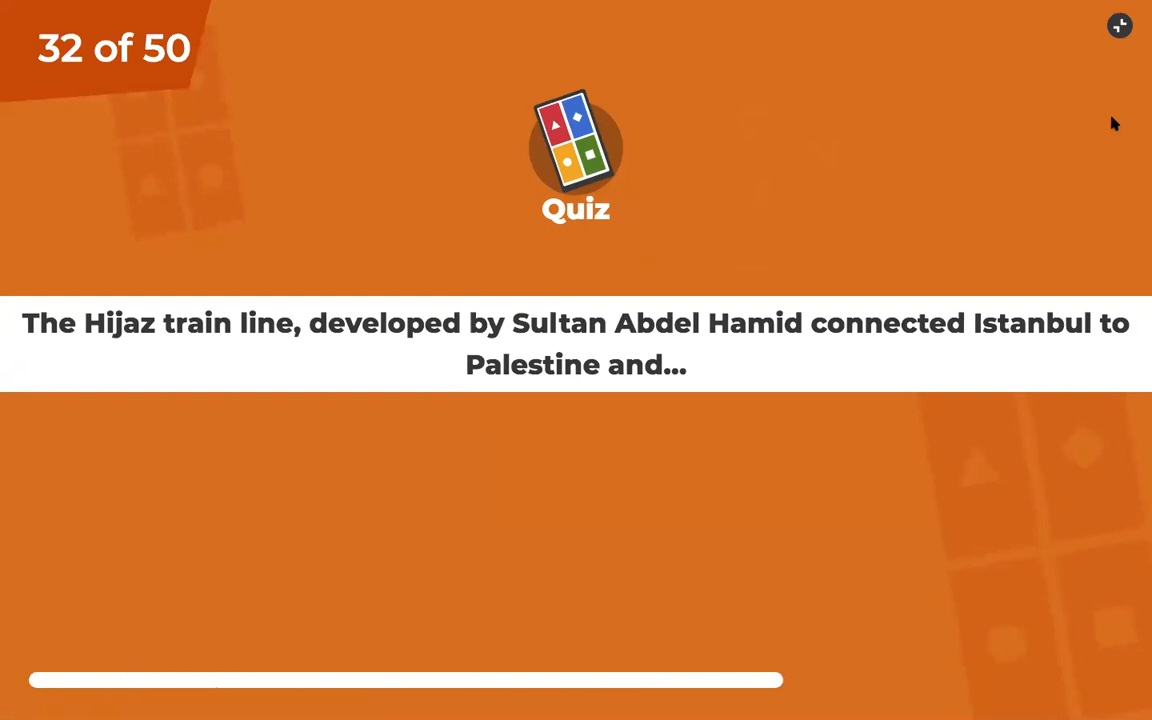 32 of 50
Quiz
The Hijaz train line, developed by Sultan Abdel Hamid connected Istanbul to
Palestine and...